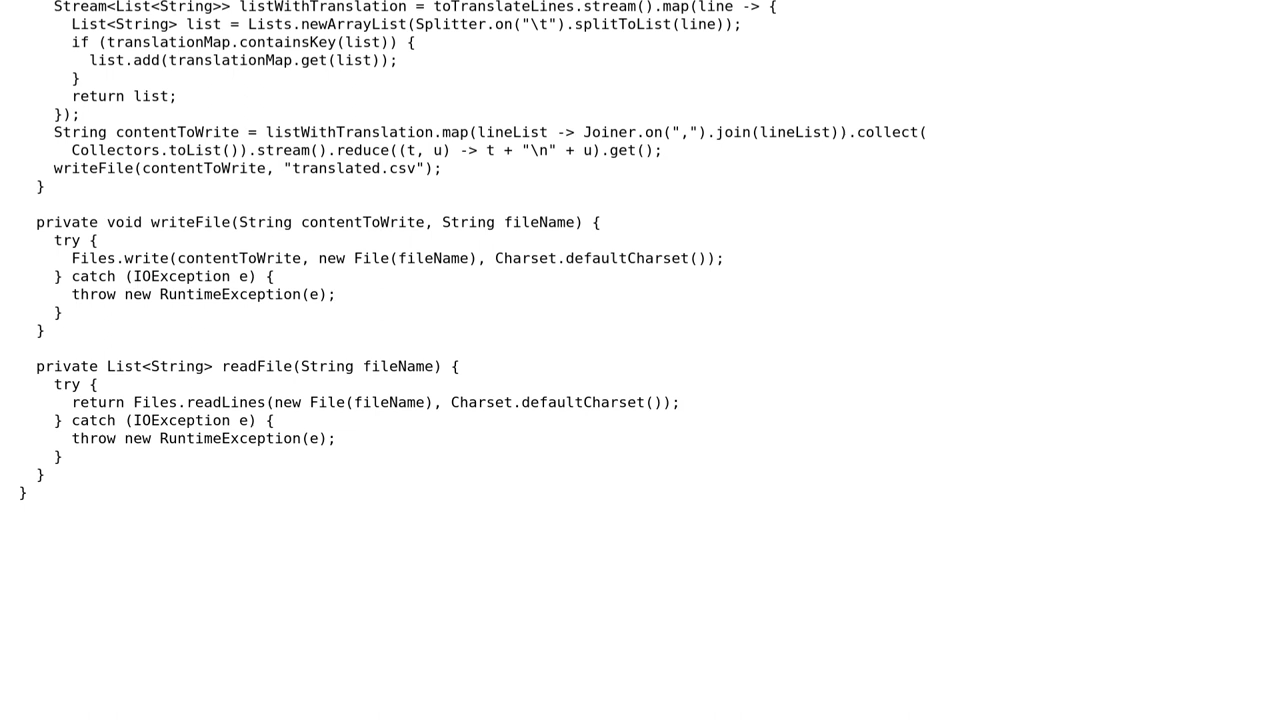 Stream<List<String>> listWithTranslation = toTranslateLines.stream().map(line -> {
List<String> list = Lists.newArrayList(Splitter.on("\t").splitToList(line));
if (translationMap.containsKey(list)) {
list.add(translationMap.get(list));
}
return list;
});
String contentToWrite = listWithTranslation.map(lineList -> Joiner.on(",").join(lineList)).collect(
Collectors.toList()).stream().reduce((t, u) -> t + "\n" + u).get();
writeFile(contentToWrite, "translated.csv");
}
private void writeFile(String contentToWrite, String fileName) {
try {
Files.write(contentToWrite, new File(fileName), Charset.defaultCharset());
} catch (IOException e) {
throw new RuntimeException(e);
}
}
private List<String> readFile(String fileName) {
try {
return Files.readLines(new File(fileName), Charset.defaultCharset());
} catch (IOException e) {
throw new RuntimeException(e);
}
}
}